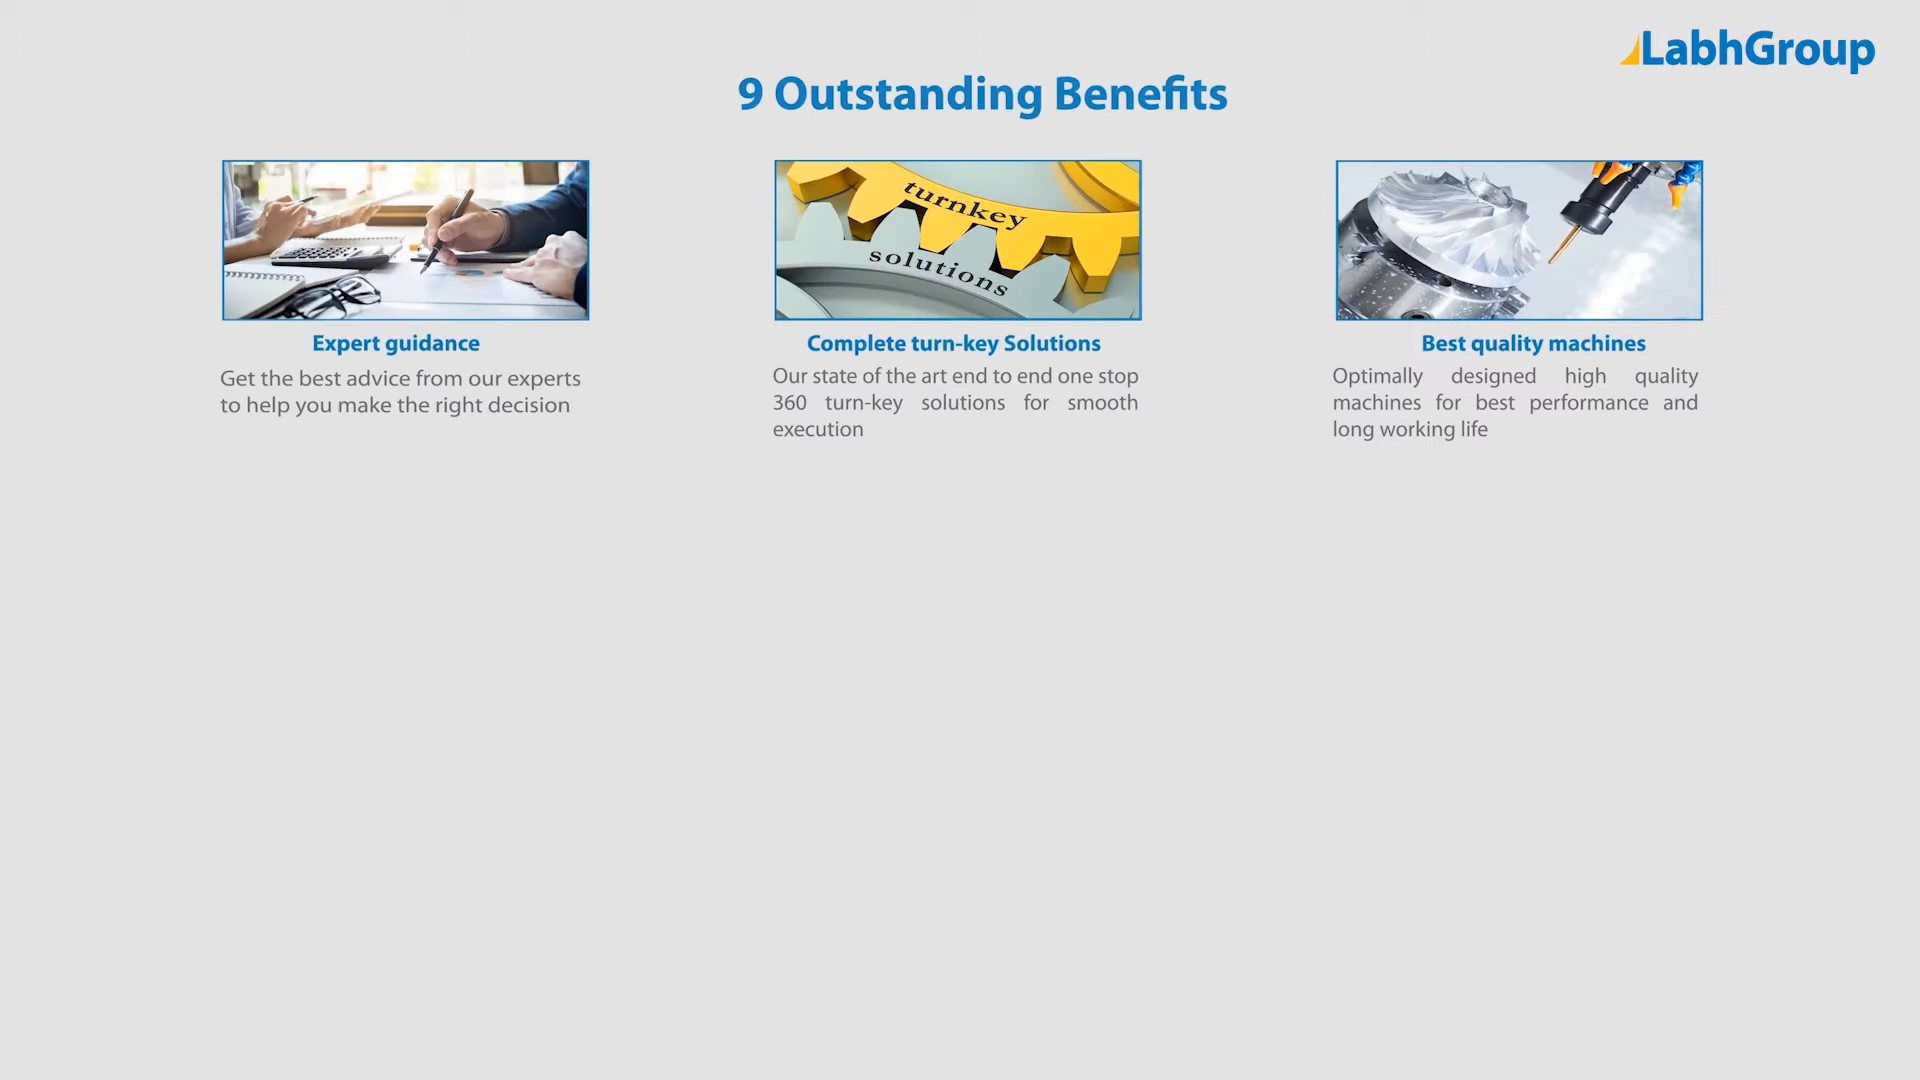 LabhGroup
9 Outstanding Benefits
turnkey
solutions
Expert guidance
Get the best advice from our experts
to help you make the right decision
Complete turn-key Solutions
Our state of the art end to end one stop
360 turn-key solutions for smooth
execution
Best quality machines
Optimally designed high quality
machines for best performance and
long working life